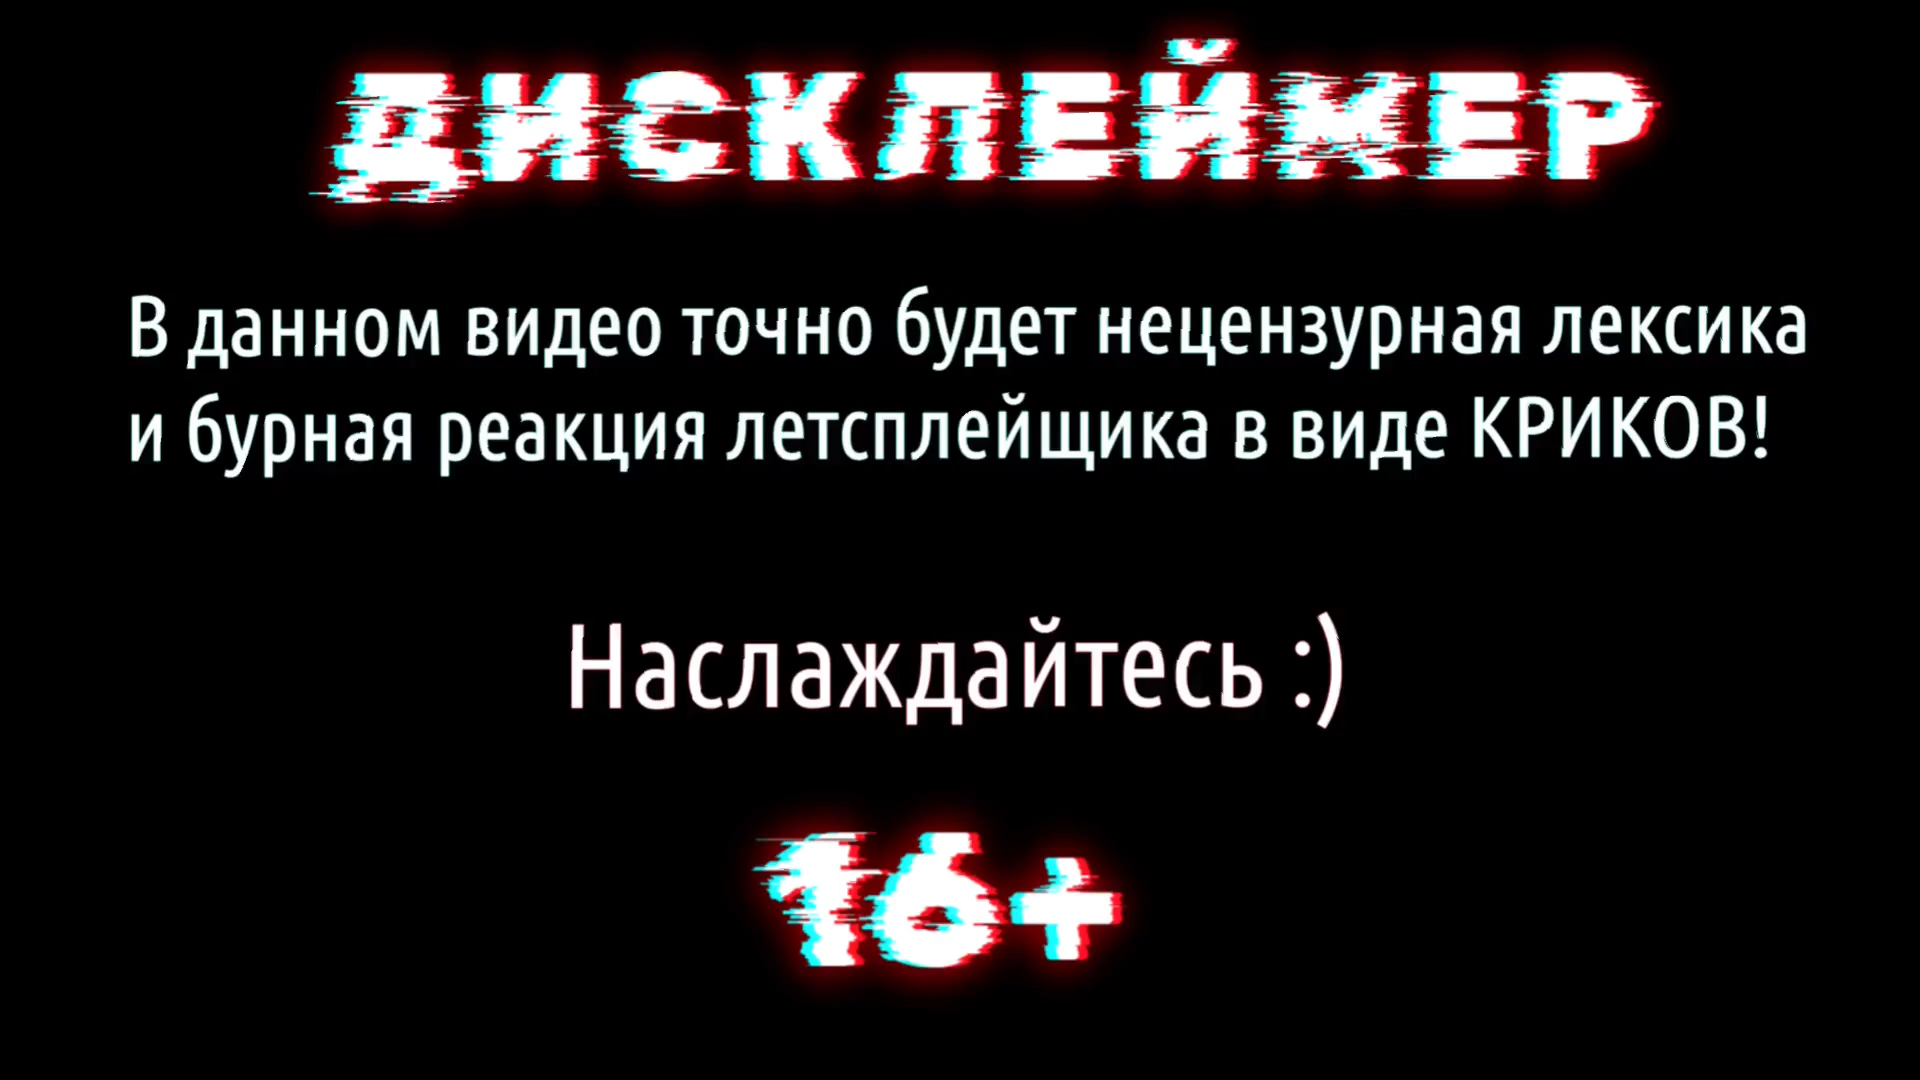 ДИСКЛЕЙМЕР
В данном видео точно будет нецензурная лексика
и бурная реакция летсплейщика в виде КРИКОВ!
Наслаждайтесь :)
16+